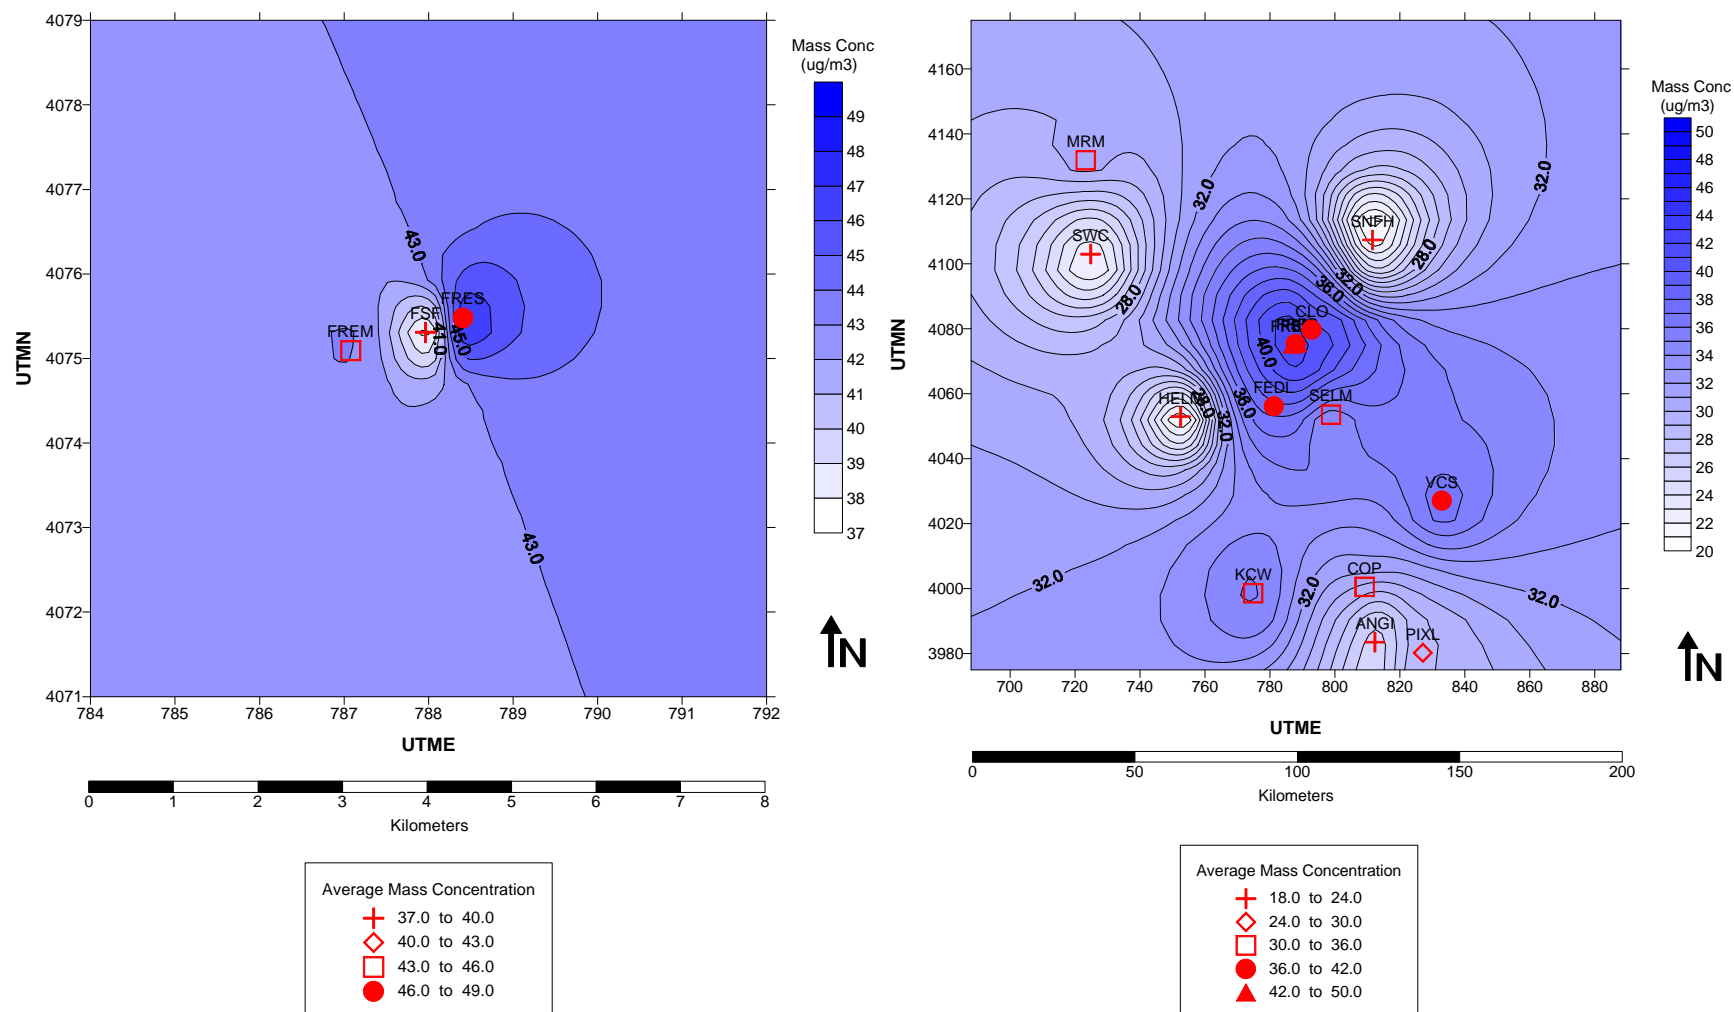 4079
4078
4077
4076
4075
4074
4073
4072
4071
UTMN
784 785 786 787 788 789 790 791 792
UTME
43.0
43.0
41.0
45.0
FREM
FSF
FRES
Mass Conc
(ug/m3)
49
48
47
46
45
44
43
42
41
40
39
38
37
N
0 1 2 3 4 5 6 7 8
Kilometers
Average Mass Concentration
37.0 to 40.0
40.0 to 43.0
43.0 to 46.0
46.0 to 49.0
4160
4140
4120
4100
4080
4060
4040
4020
4000
3980
UTMN
700 720 740 760 780 800 820 840 860 880
UTME
MRM
SWC
SNFH
CLO
FEDL
SELM
HELM
VCS
KCW
COP
ANGI
PIXL
32.0
32.0
28.0
28.0
36.0
32.0
40.0
28.0
36.0
32.0
32.0
32.0
32.0
Mass Conc
(ug/m3)
50
48
46
44
42
40
38
36
34
32
30
28
26
24
22
20
N
0 50 100 150 200
Kilometers
Average Mass Concentration
18.0 to 24.0
24.0 to 30.0
30.0 to 36.0
36.0 to 42.0
42.0 to 50.0